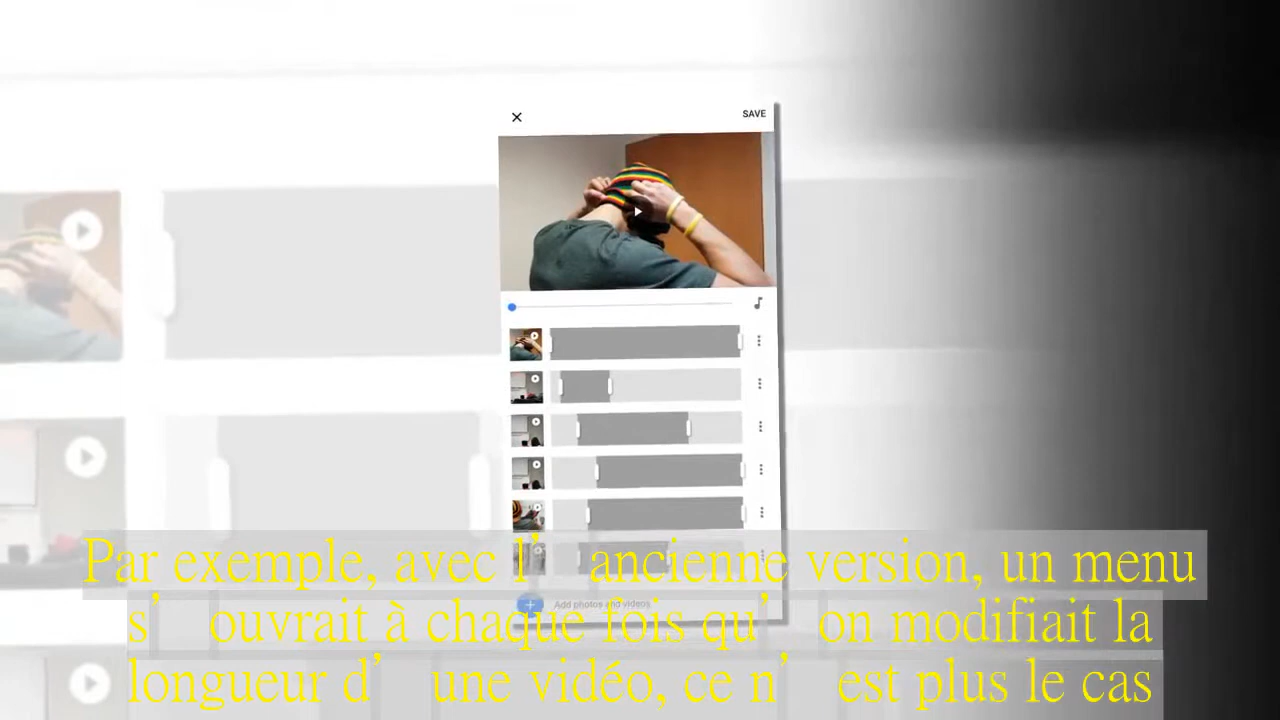 SAVE
Add photos and videos
Par exemple, avec l’ancienne version, un menu
s’ouvrait à chaque fois qu’on modifiait la
longueur d’une vidéo, ce n’est plus le cas